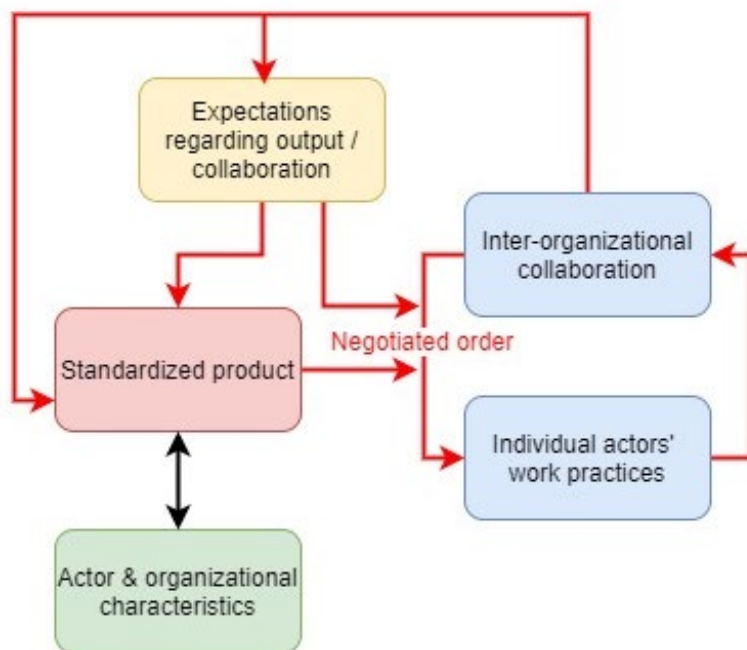 Expectations
regarding output /
collaboration
Inter-organizational
collaboration
Negotiated order
Standardized product
Individual actors'
work practices
Actor & organizational
characteristics